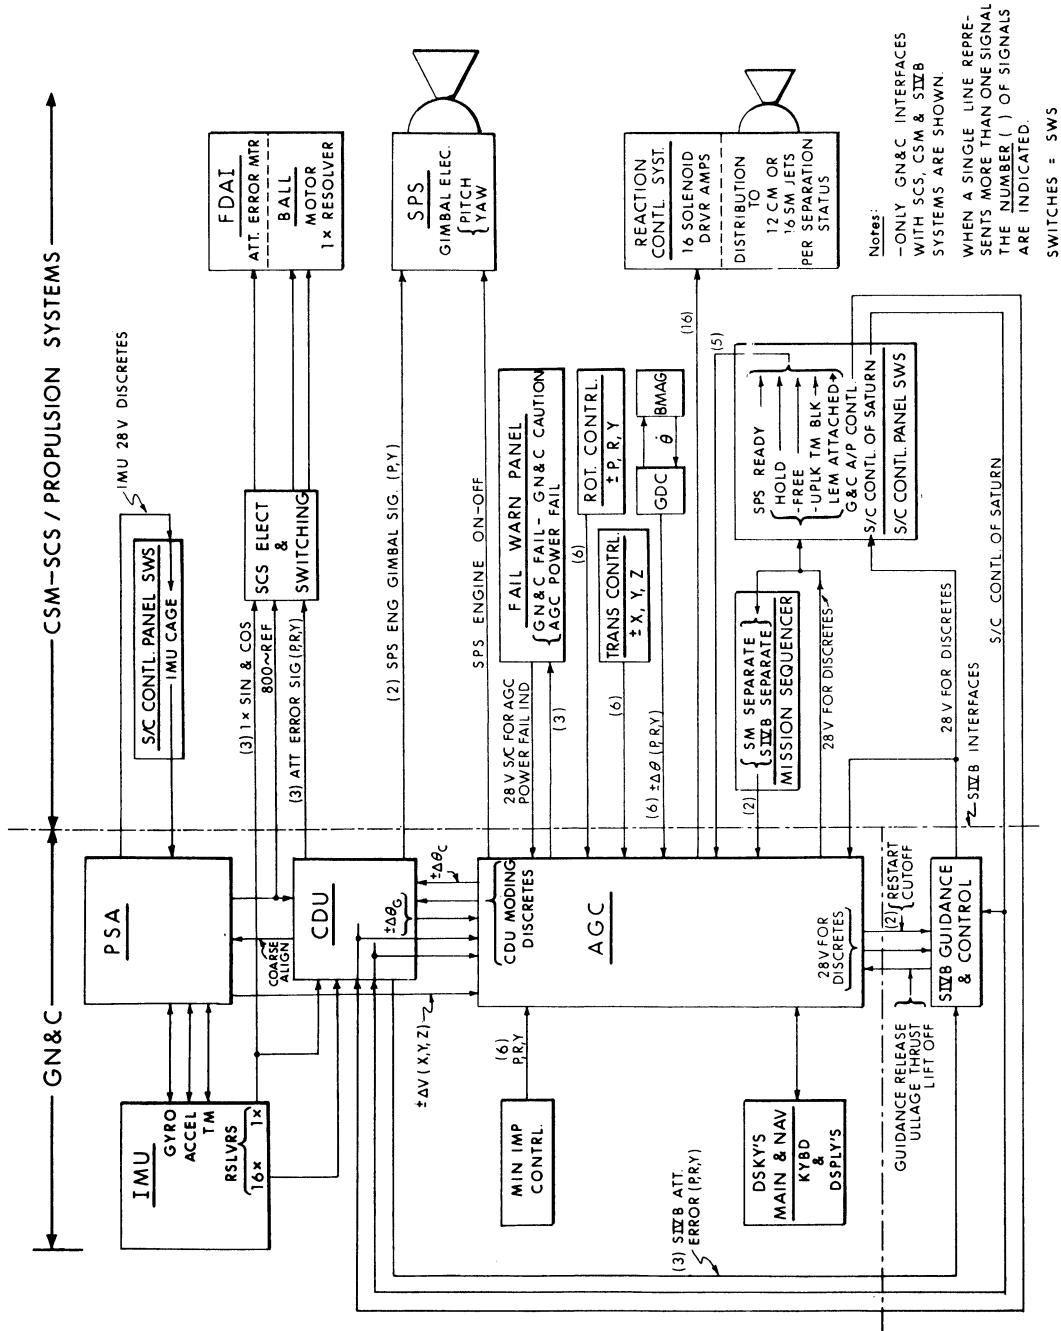 GN&C
CSM-SCS / PROPULSION SYSTEMS
IMU
GYRO
ACCEL
TM
RSLVRS
16x 1x
PSA
IMU 28V DISCRETES
S/C CONTL. PANEL SWS
IMU CAGE
(3) 1x SIN & COS
800~REF
(3) ATT ERROR SIG (P,R,Y)
SCS ELECT
&
SWITCHING
FDAI
ATT. ERROR MTR
BALL
MOTOR
1x RESOLVER
COARSE
ALIGN
CDU
±ΔθG
±Δθc
±ΔV (X,Y,Z)
(2) SPS ENG GIMBAL SIG. (P,Y)
SPS ENGINE ON-OFF
SPS
GIMBAL ELEC.
{PITCH
YAW
CDU MODING
DISCRETES
AGC
28V FOR
DISCRETES
MIN IMP
CONTRL.
(6)
P,R,Y
DSKY'S
MAIN & NAV
KYBD
&
DSPLY'S
28 V S/C FOR AGC
POWER FAIL IND
(3)
FAIL WARN PANEL
{GN&C FAIL- GN&C CAUTION
AGC POWER FAIL
(6)
ROT. CONTRL.
± P, R, Y
(6)
TRANS CONTRL.
± X, Y, Z
(6) ±Δθ (P,R,Y)
GDC
θ̇
BMAG
(16)
REACTION
CONTL. SYST.
16 SOLENOID
DRVR AMPS
DISTRIBUTION
TO
12 CM OR
16 SM JETS
PER SEPARATION
STATUS
(5)
(2)
{SM SEPARATE}
SIVB SEPARATE
MISSION SEQUENCER
28 V FOR DISCRETES
SPS READY
HOLD
-FREE
-UPLK TM BLK
LEM ATTACHED
G&C A/P CONTL.
S/C CONTL OF SATURN
S/C CONTL PANEL SWS
28V FOR DISCRETES
SIVB INTERFACES
S/C CONTL OF SATURN
(2) {RESTART
CUTOFF
SIVB GUIDANCE
& CONTROL
GUIDANCE RELEASE
ULLAGE THRUST
LIFT OFF
(3) SIVB ATT.
ERROR (P,R,Y)
Notes:
-ONLY GN&C INTERFACES
WITH SCS, CSM & SIVB
SYSTEMS ARE SHOWN.
WHEN A SINGLE LINE REPRE-
SENTS MORE THAN ONE SIGNAL
THE NUMBER ( ) OF SIGNALS
ARE INDICATED.
SWITCHES = SWS